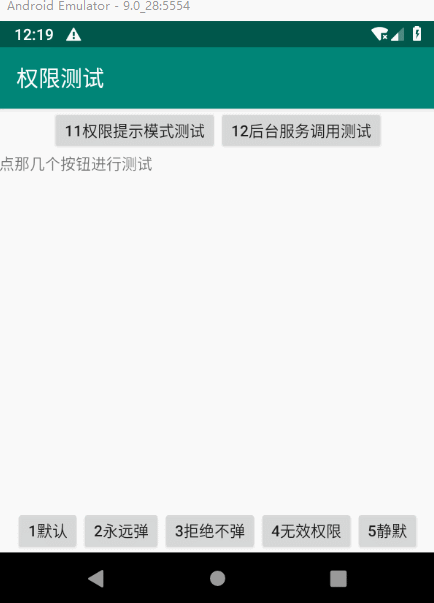 Android Emulator - 9.0_28:5554
12:19
权限测试
11权限提示模式测试 12后台服务调用测试
点那几个按钮进行测试
1默认 2永远弹 3拒绝不弹 4无效权限 5静默